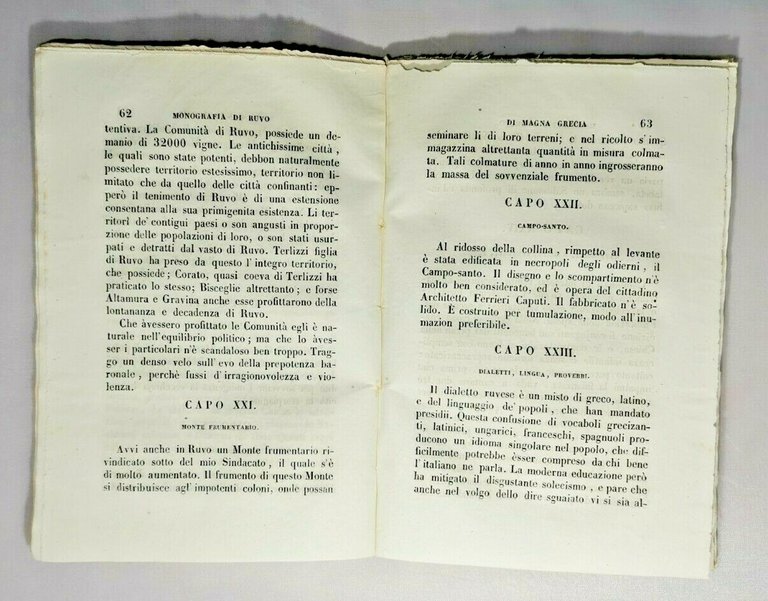 62 MONOGRAFIA DI RUVO
tentiva. La Comunità di Ruvo, possiede un de-
manio di 32000 vigne. Le antichissime città,
le quali sono state potenti, debbon naturalmente
possedere territorio estesissimo, territorio non li-
mitato che da quello delle città confinanti: ep-
però il tenimento di Ruvo è di una estensione
consentana alla sua primigenita esistenza. Li ter-
ritorî de' contigui paesi o sono angusti in propor-
zione delle popolazioni di loro, o son stati usur-
pati e detratti dal vasto di Ruvo. Terlizzi figlia
di Ruvo ha preso da questo l'integro territorio,
che possiede; Corato, quasi coeva di Terlizzi ha
praticato lo stesso; Bisceglie altrettanto; e forse
Altamura e Gravina anche esse profittarono della
lontananza e decadenza di Ruvo.
Che avessero profittato le Comunità egli è na-
turale nell'equilibrio politico; ma che lo àves-
ser i particolari n'è scandaloso ben troppo. Trag-
go un denso velo sull'evo della prepotenza ba-
ronale, perchè fussi d'irragionovolezza e vio-
lenza.
CAPO XXI.
MONTE FRUMENTARIO.
Avvi anche in Ruvo un Monte frumentario ri-
vindicato sotto del mio Sindacato, il quale s'è
di molto aumentato. Il frumento di questo Monte
si distribuisce agl'impotenti coloni, onde possan
DI MAGNA GRECIA 63
seminare li di loro terreni; e nel ricolto s'im-
magazzina altrettanta quantità in misura colma-
ta. Tali colmature di anno in anno ingrosseranno
la massa del sovvenziale frumento.
CAPO XXII.
CAMPO-SANTO.
Al ridosso della collina, rimpetto al levante
è stata edificata in necropoli degli odierni, il
Campo-santo. Il disegno e lo scompartimento n'è
molto ben considerato, ed è opera del cittadino
Architetto Ferrieri Caputi. Il fabbricato n'è so-
lido. È costruito per tumulazione, modo all'inu-
mazion preferibile.
CAPO XXIII.
DIALETTI, LINGUA, PROVERBI.
Il dialetto ruvese è un misto di greco, latino,
e del linguaggio de' popoli, che han mandato
presidii. Questa confusione di vocaboli grecizan-
ti, latinici, ungarici, franceschi, spagnuoli pro-
ducono un idioma singolare nel popolo, che dif-
ficilmente potrebbe èsser compreso da chi bene
l'italiano ne parla. La moderna educazione però
ha mitigato il disgustante solecismo, e pare che
anche nel volgo dello dire sguaiato vi si sia al-